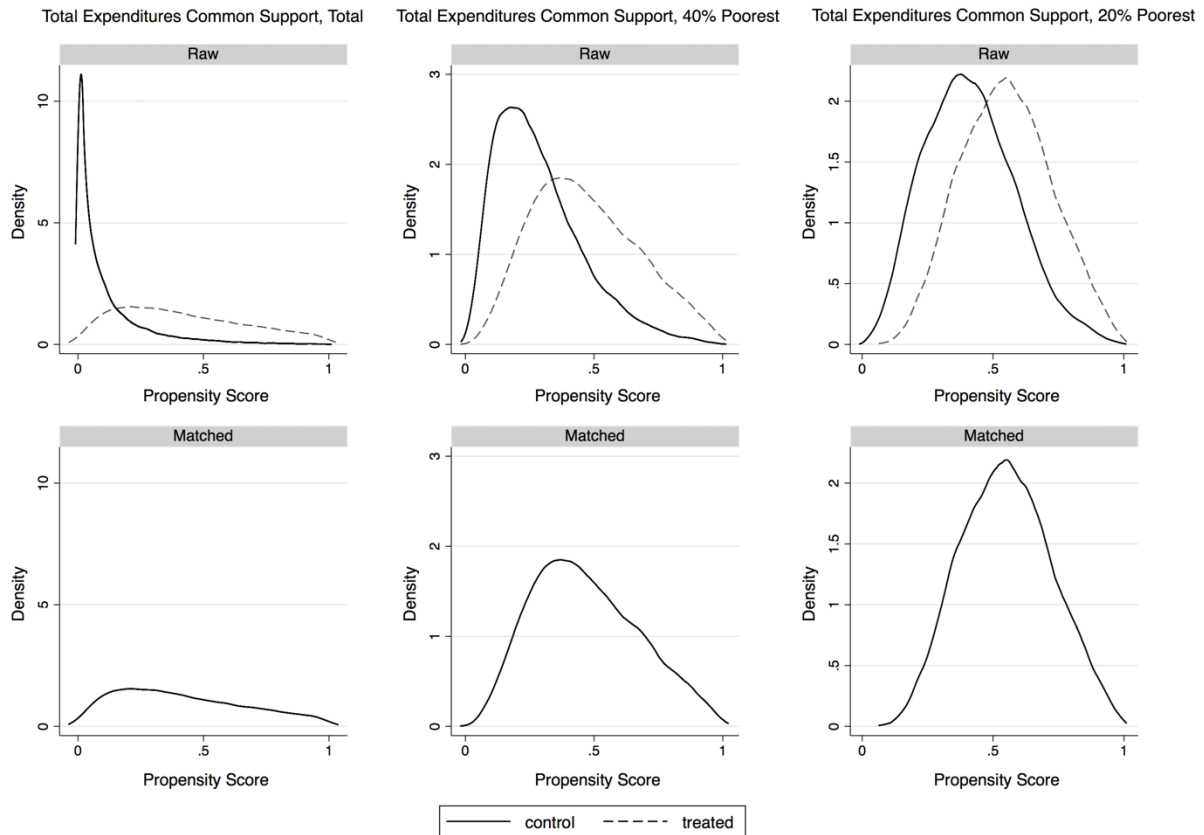 Total Expenditures Common Support, Total
Total Expenditures Common Support, 40% Poorest
Total Expenditures Common Support, 20% Poorest
Raw
Raw
Raw
Density
10
5
0
0
.5
1
Propensity Score
Density
3
2
1
0
0
.5
1
Propensity Score
Density
2
1.5
1
.5
0
0
.5
1
Propensity Score
Matched
Matched
Matched
Density
10
5
0
0
.5
1
Propensity Score
Density
3
2
1
0
0
.5
1
Propensity Score
Density
2
1.5
1
.5
0
0
.5
1
Propensity Score
control
treated